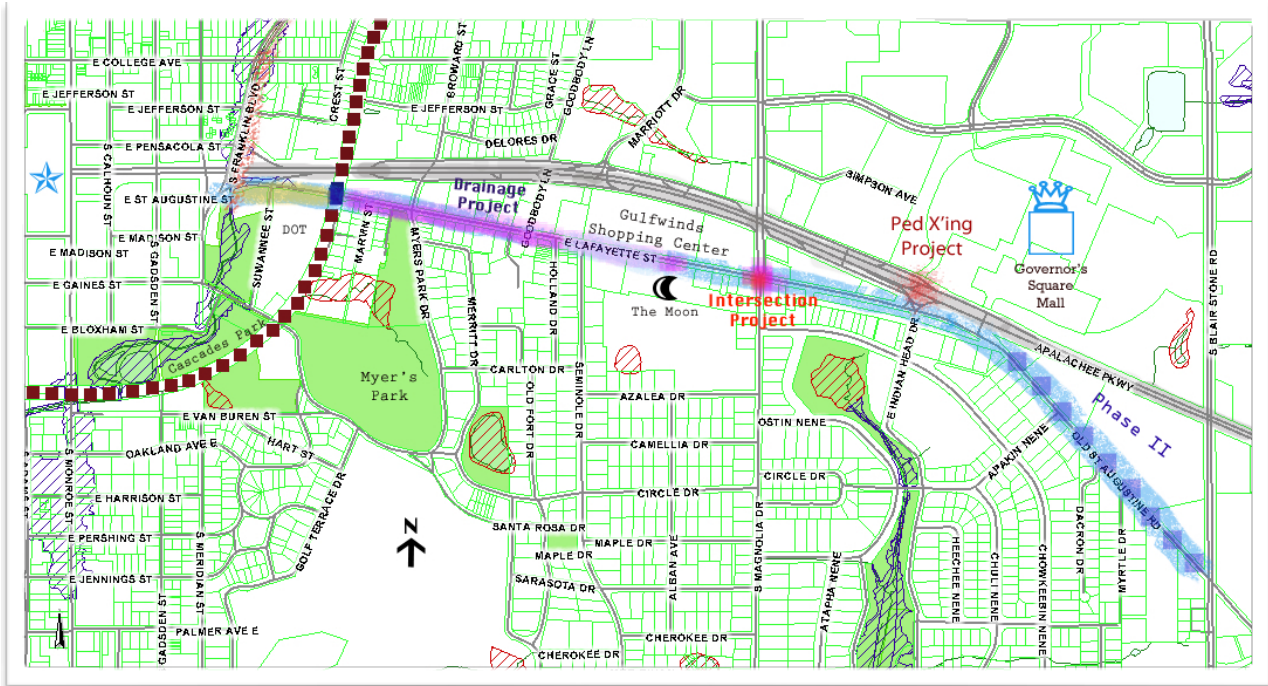 E COLLEGE AVE
E JEFFERSON ST
E JEFFERSON ST
E PENSACOLA ST
S CALHOUN ST
S FRANKLIN BLVD
CREST ST
BROWARD ST
GRACE ST
GOODBODY LN
E JEFFERSON ST
DELORES DR
MARRIOTT DR
SIMPSON AVE
E ST AUGUSTINE ST
E MADISON ST
E MADISON ST
GADSDEN ST
SUWANNEE ST
DOT
MARVIN ST
Drainage
Project
GOODBODY LN
Gulfwinds
Shopping Center
E LAFAYETTE ST
Ped X'ing
Project
Governor's
Square
Mall
S BLAIR STONE RD
E GAINES ST
E BLOXHAM ST
Cascades Park
MYERS PARK DR
MERRITT DR
HOLLAND DR
The Moon
Intersection
Project
E INDIAN HEAD DR
APALACHEE PKWY
Phase II
Myer's
Park
CARLTON DR
OLD FORT DR
SEMINOLE DR
AZALEA DR
CAMELLIA DR
OSTIN NENE
CIRCLE DR
CIRCLE DR
APAKIN NENE
OLD ST AUGUSTINE RD
E VAN BUREN ST
OAKLAND AVE E
HART ST
E HARRISON ST
S MONROE ST
E PERSHING ST
S MERIDIAN ST
GOLF TERRACE DR
E JENNINGS ST
GADSDEN ST
PALMER AVE E
N
SANTA ROSA DR
MAPLE DR
MAPLE DR
SARASOTA DR
ALBAN AVE
S MAGNOLIA DR
CHEROKEE DR
CHEROKEE DR
ATAPHA NENE
HEECHEE NENE
CHULI NENE
CHOWKEEBIN NENE
DACRON DR
MYRTLE DR